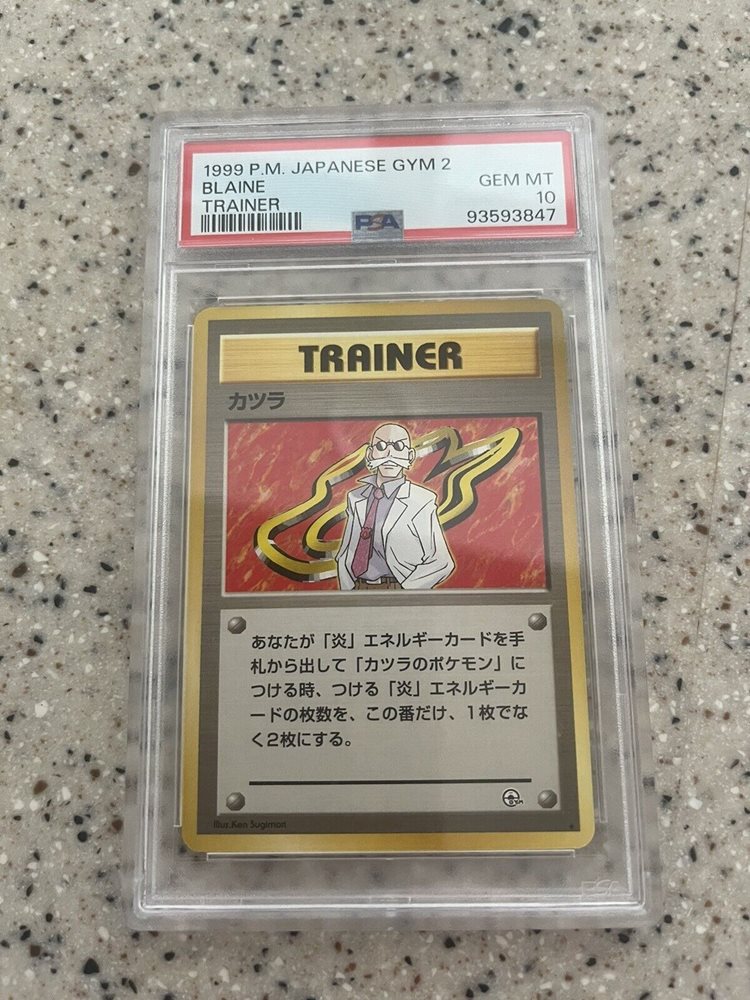 1999 P.M. JAPANESE GYM 2
BLAINE
GEM MT
TRAINER
10
PSA
93593847
TRAINER
カツラ
あなたが「炎」エネルギーカードを手
札から出して「カツラのポケモン」に
つける時、つける「炎」エネルギーカ
ードの枚数を、この番だけ、1枚でな
く2枚にする。
GYM
Illus.Ken Sugimori
PSA